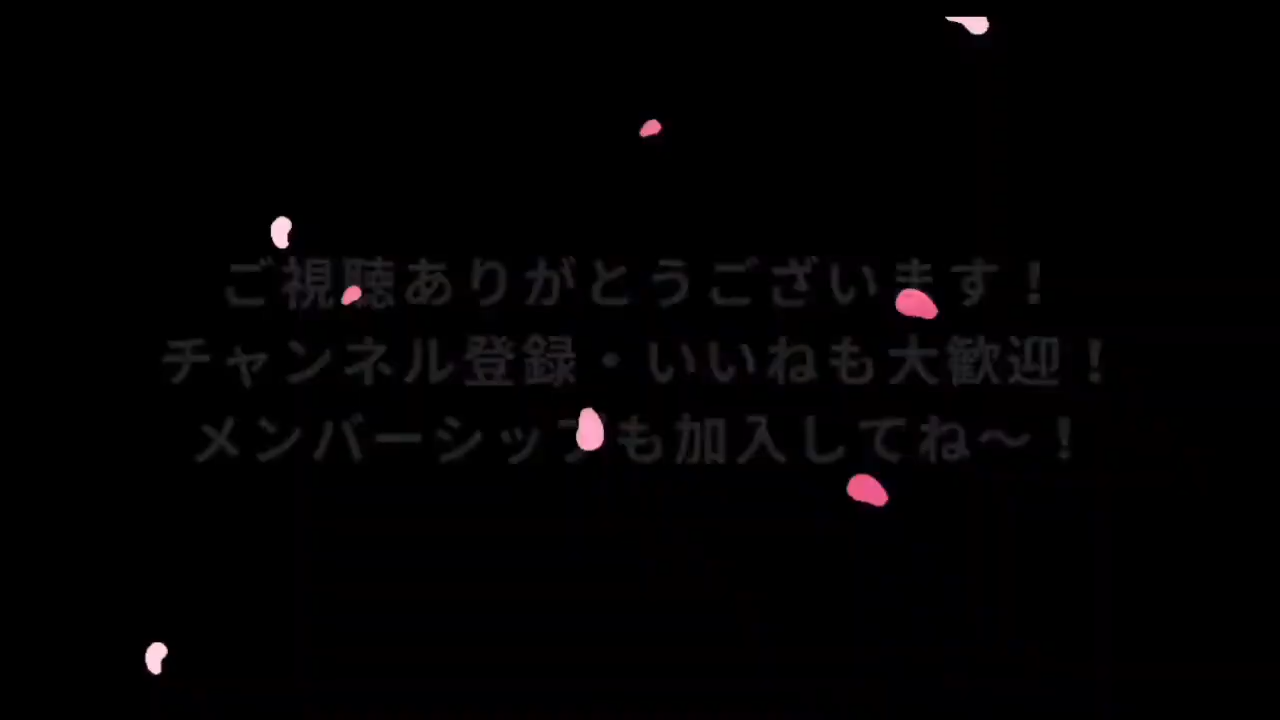 ご視聴ありがとうございます！
チャンネル登録・いいねも大歓迎！
メンバーシップも加入してね～！